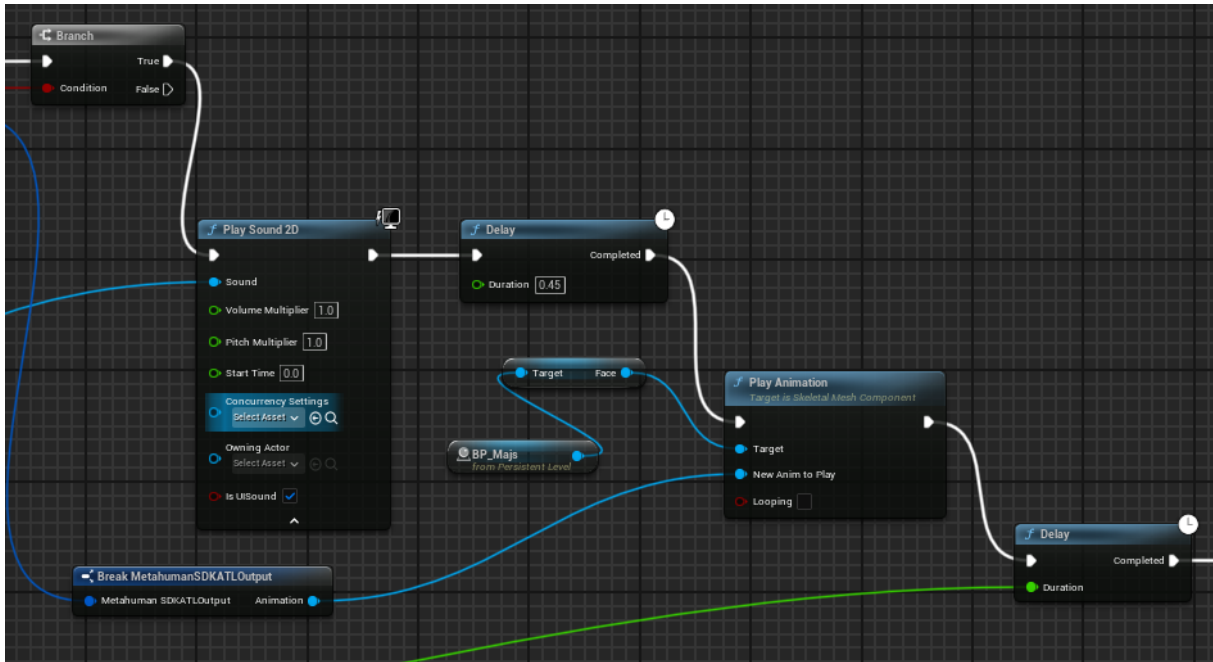 Branch
True
Condition
False
Play Sound 2D
Sound
Volume Multiplier 1.0
Pitch Multiplier 1.0
Start Time 0.0
Concurrency Settings
Select Asset
Owning Actor
Select Asset
Is UISound
Delay
Completed
Duration 0.45
Target Face
BP_Majs
from Persistent Level
Play Animation
Target is Skeletal Mesh Component
Target
New Anim to Play
Looping
Break MetahumanSDKATLOutput
Metahuman SDKATLOutput Animation
Delay
Completed
Duration